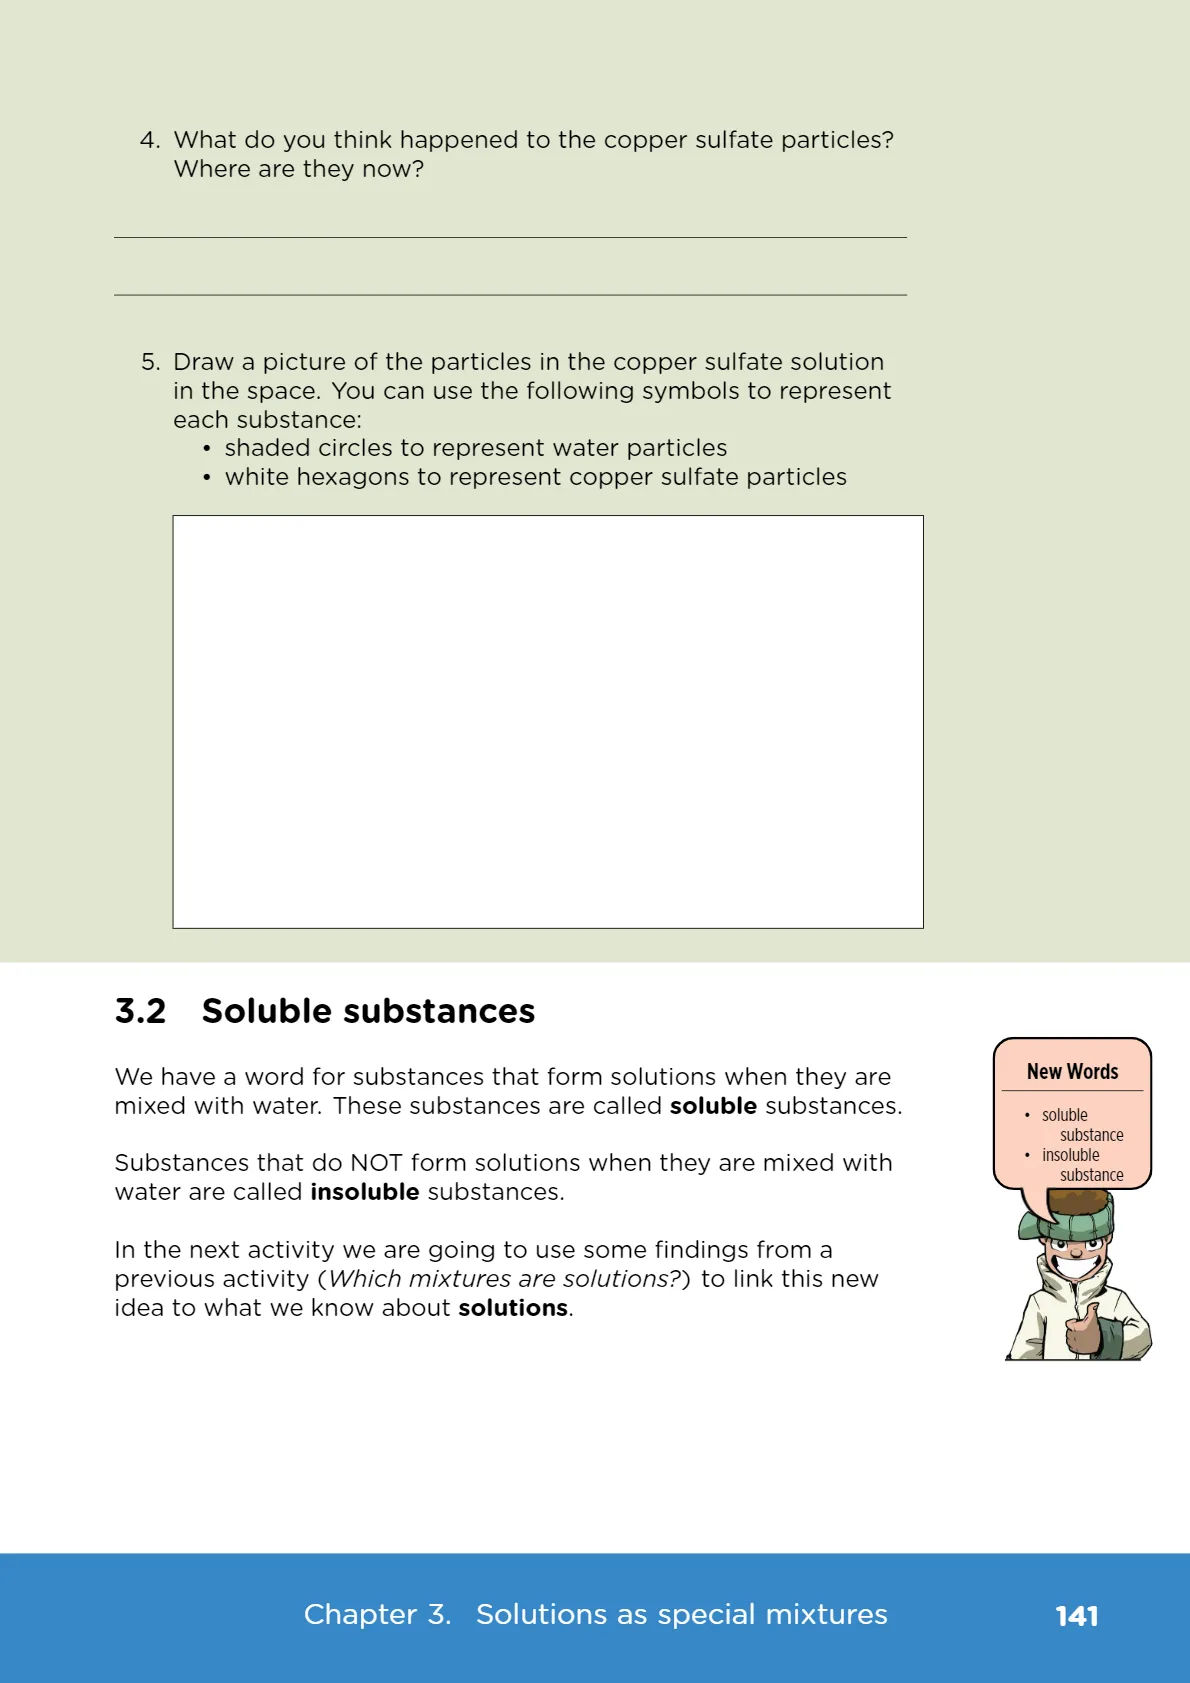 4. What do you think happened to the copper sulfate particles?
Where are they now?
5. Draw a picture of the particles in the copper sulfate solution
in the space. You can use the following symbols to represent
each substance:
• shaded circles to represent water particles
• white hexagons to represent copper sulfate particles
3.2 Soluble substances
We have a word for substances that form solutions when they are
mixed with water. These substances are called soluble substances.
Substances that do NOT form solutions when they are mixed with
water are called insoluble substances.
In the next activity we are going to use some findings from a
previous activity (Which mixtures are solutions?) to link this new
idea to what we know about solutions.
New Words
• soluble
substance
• insoluble
substance
Chapter 3. Solutions as special mixtures 141